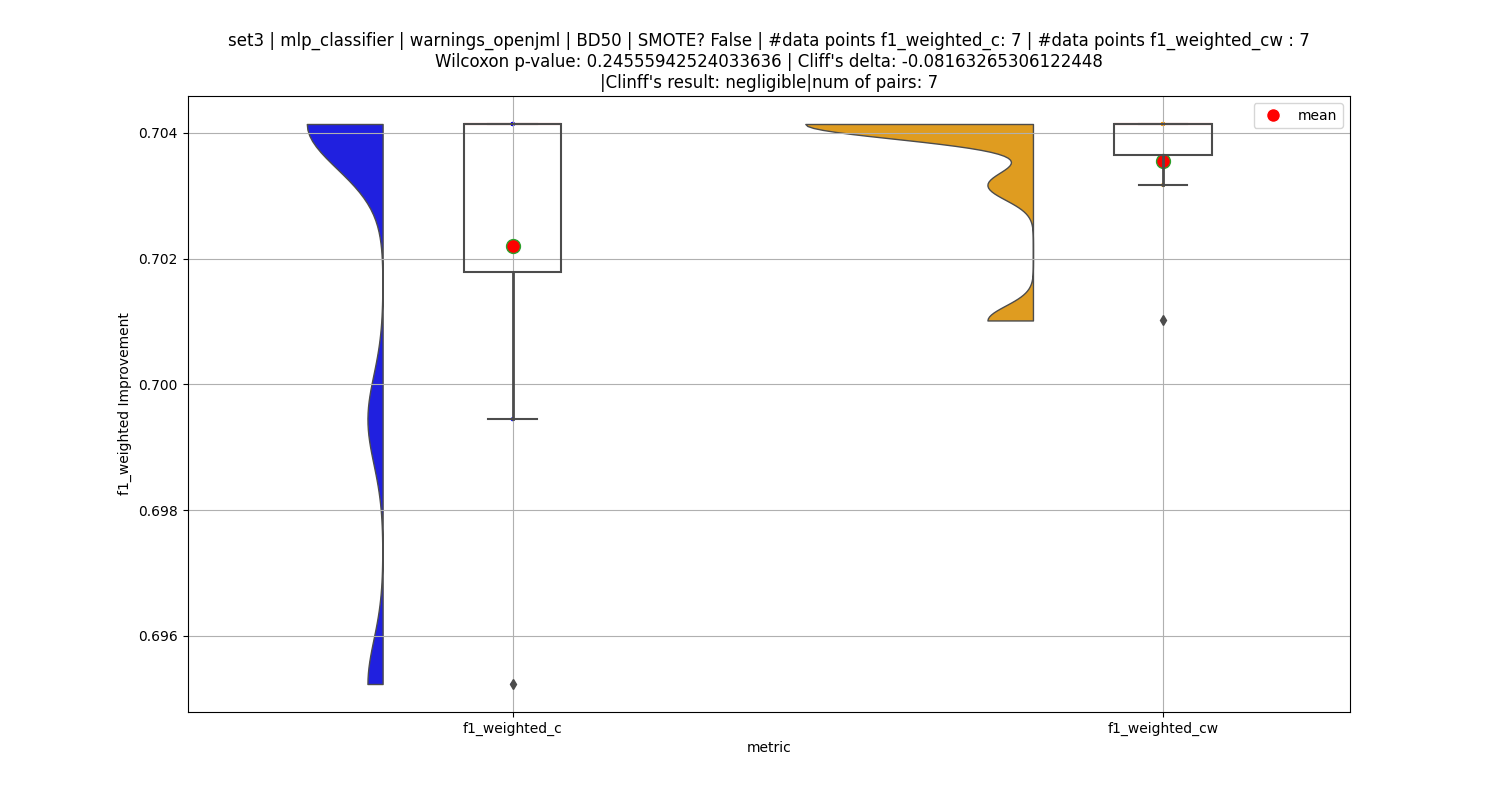 set3 | mlp_classifier | warnings_openjml | BD50 | SMOTE? False | #data points f1_weighted_c: 7 | #data points f1_weighted_cw : 7
Wilcoxon p-value: 0.24555942524033636 | Cliff's delta: -0.08163265306122448
|Clinff's result: negligible|num of pairs: 7
mean
0.704
0.702
0.700
0.698
0.696
f1_weighted Improvement
f1_weighted_c
f1_weighted_cw
metric